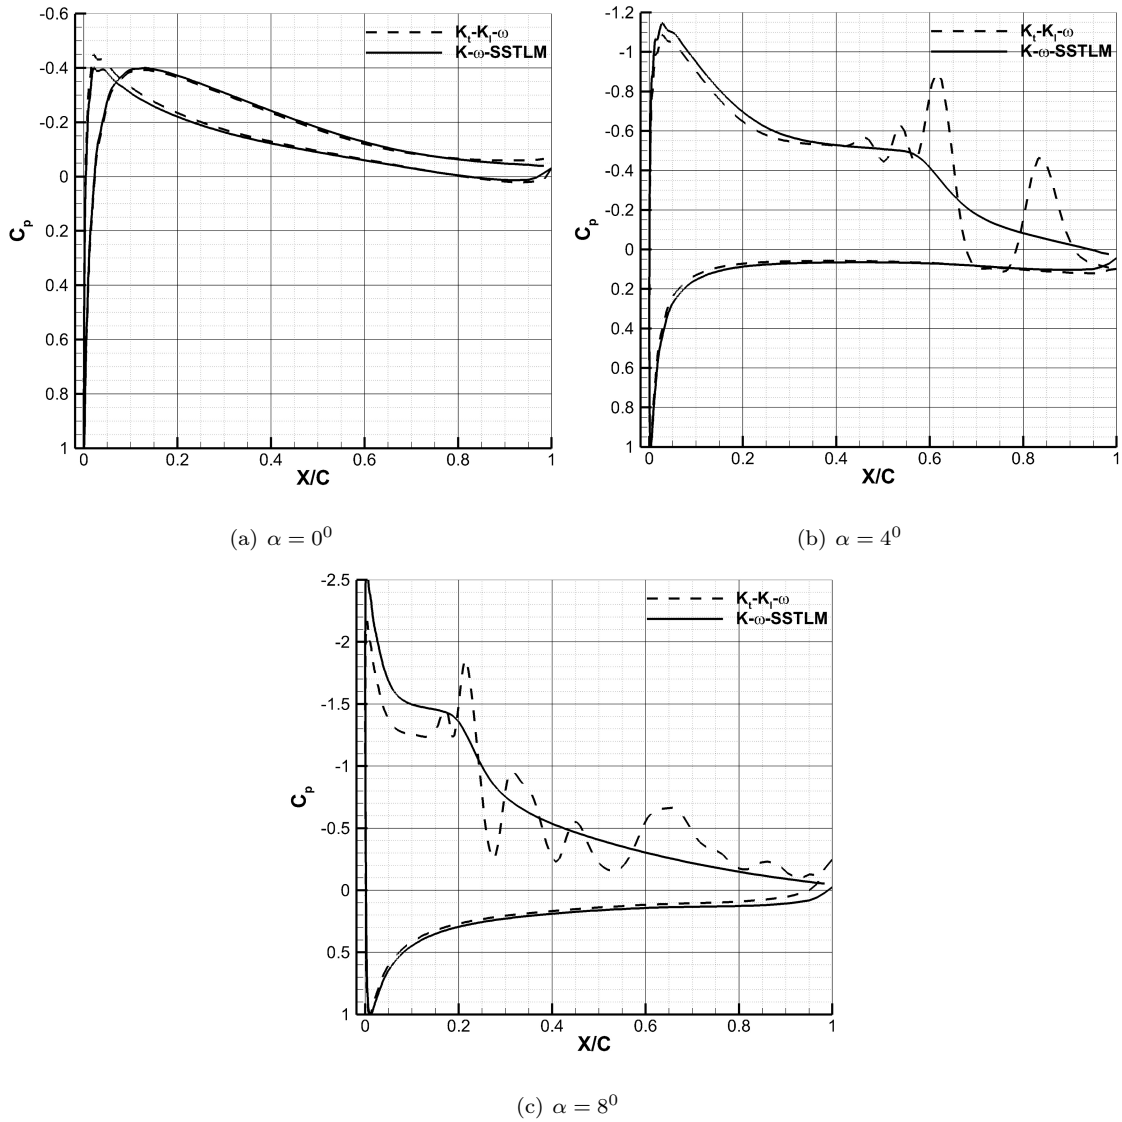 -0.6
-0.4
-0.2
0
0.2
0.4
0.6
0.8
1
Cp
0 0.2 0.4 0.6 0.8 1
X/C
Kt-Kl-ω
K-ω-SSTLM
(a) α = 0⁰
-1.2
-1
-0.8
-0.6
-0.4
-0.2
0
0.2
0.4
0.6
0.8
1
Cp
0 0.2 0.4 0.6 0.8 1
X/C
Kt-Kl-ω
K-ω-SSTLM
(b) α = 4⁰
-2.5
-2
-1.5
-1
-0.5
0
0.5
1
Cp
0 0.2 0.4 0.6 0.8 1
X/C
Kt-Kl-ω
K-ω-SSTLM
(c) α = 8⁰